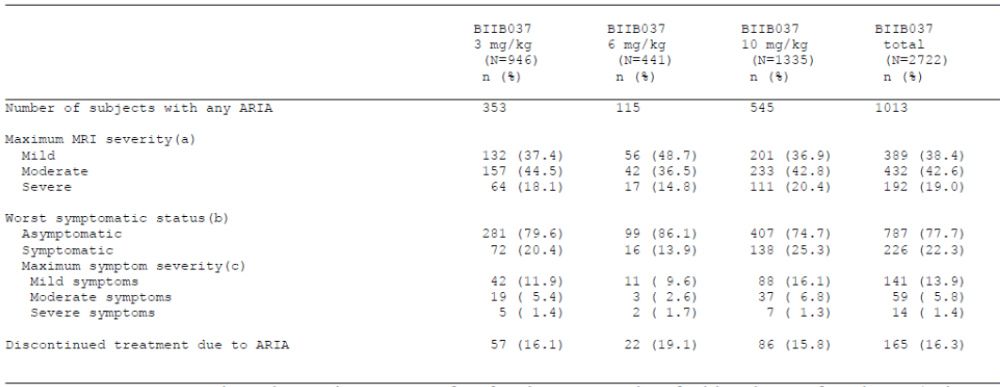 BIIB037 BIIB037 BIIB037 BIIB037
3 mg/kg 6 mg/kg 10 mg/kg total
(N=946) (N=441) (N=1335) (N=2722)
n (%) n (%) n (%) n (%)
Number of subjects with any ARIA 353 115 545 1013
Maximum MRI severity(a)
Mild 132 (37.4) 56 (48.7) 201 (36.9) 389 (38.4)
Moderate 157 (44.5) 42 (36.5) 233 (42.8) 432 (42.6)
Severe 64 (18.1) 17 (14.8) 111 (20.4) 192 (19.0)
Worst symptomatic status(b)
Asymptomatic 281 (79.6) 99 (86.1) 407 (74.7) 787 (77.7)
Symptomatic 72 (20.4) 16 (13.9) 138 (25.3) 226 (22.3)
Maximum symptom severity(c)
Mild symptoms 42 (11.9) 11 ( 9.6) 88 (16.1) 141 (13.9)
Moderate symptoms 19 ( 5.4) 3 ( 2.6) 37 ( 6.8) 59 ( 5.8)
Severe symptoms 5 ( 1.4) 2 ( 1.7) 7 ( 1.3) 14 ( 1.4)
Discontinued treatment due to ARIA 57 (16.1) 22 (19.1) 86 (15.8) 165 (16.3)